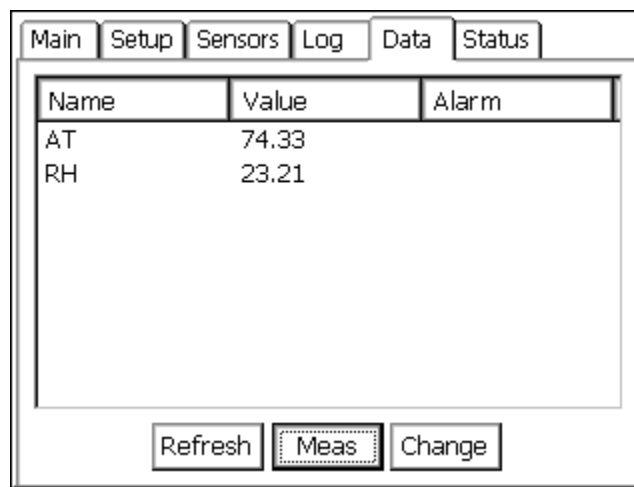 Main Setup Sensors Log Data Status
Name Value Alarm
AT 74.33
RH 23.21
Refresh Meas Change